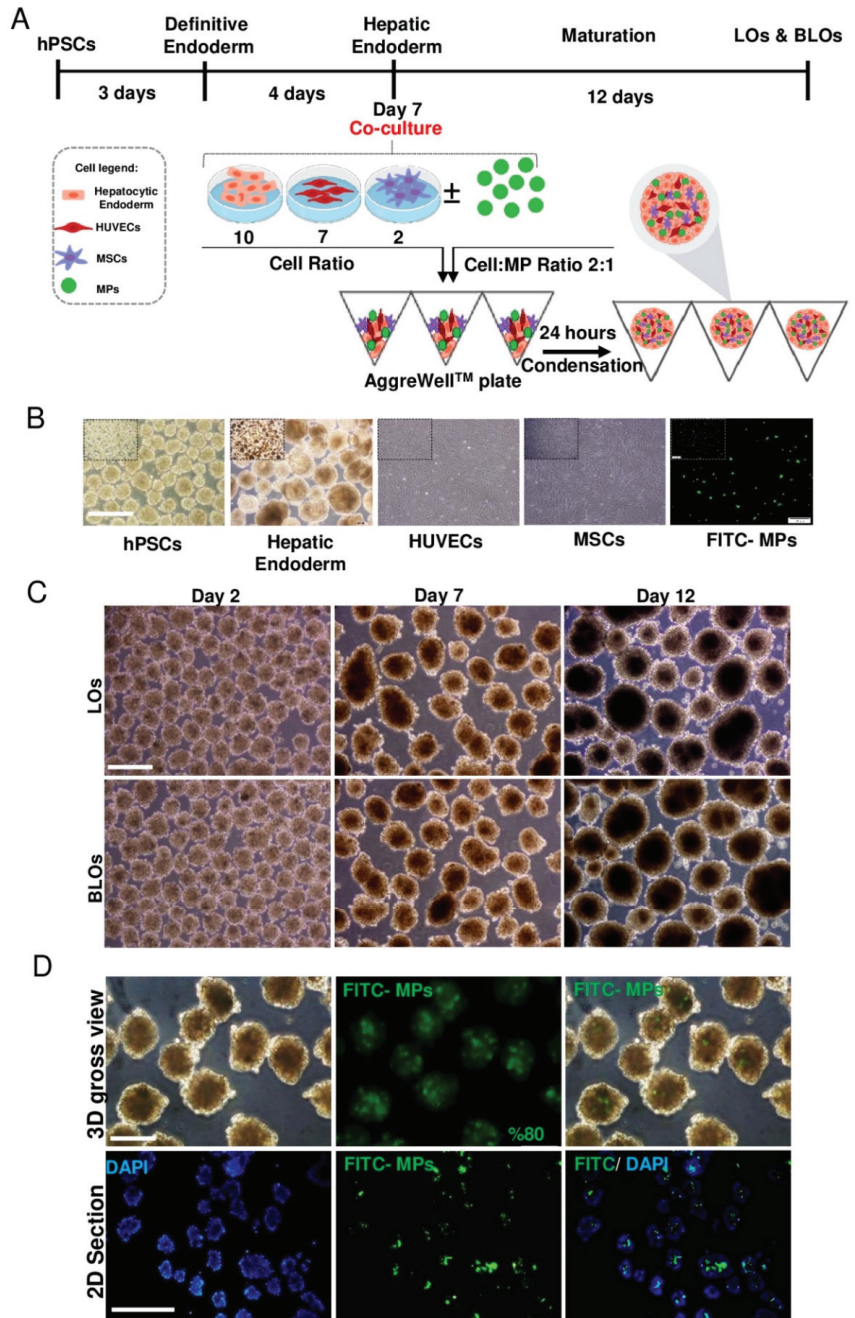 A
hPSCs
Definitive
Endoderm
Hepatic
Endoderm
Maturation
LOs & BLOs
3 days
4 days
12 days
Day 7
Co-culture
Cell legend:
Hepatocytic
Endoderm
HUVECs
MSCs
MPs
±
10
7
2
Cell Ratio
Cell:MP Ratio 2:1
24 hours
Condensation
AggreWell™ plate
B
hPSCs
Hepatic
Endoderm
HUVECs
MSCs
FITC- MPs
C
Day 2
Day 7
Day 12
LOs
BLOs
D
3D gross view
FITC- MPs
%80
FITC- MPs
2D Section
DAPI
FITC- MPs
FITC/ DAPI